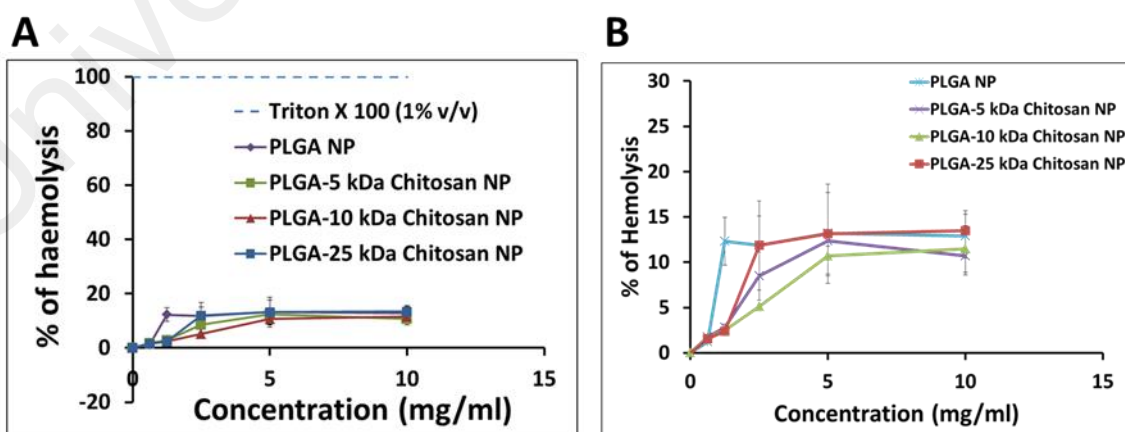 A
100
80
60
40
20
0
-20
0
5
10
15
% of haemolysis
Concentration (mg/ml)
Triton X 100 (1% v/v)
PLGA NP
PLGA-5 kDa Chitosan NP
PLGA-10 kDa Chitosan NP
PLGA-25 kDa Chitosan NP
B
30
25
20
15
10
5
0
0
5
10
15
% of Hemolysis
Concentration (mg/ml)
PLGA NP
PLGA-5 kDa Chitosan NP
PLGA-10 kDa Chitosan NP
PLGA-25 kDa Chitosan NP